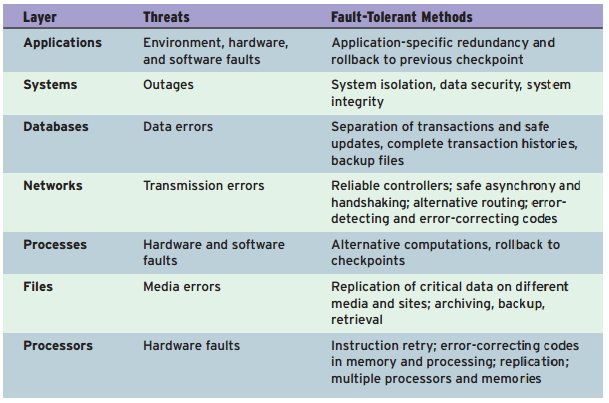 Layer Threats Fault-Tolerant Methods
Applications Environment, hardware, Application-specific redundancy and
and software faults rollback to previous checkpoint
Systems Outages System isolation, data security, system
integrity
Databases Data errors Separation of transactions and safe
updates, complete transaction histories,
backup files
Networks Transmission errors Reliable controllers; safe asynchrony and
handshaking; alternative routing; error-
detecting and error-correcting codes
Processes Hardware and software Alternative computations, rollback to
faults checkpoints
Files Media errors Replication of critical data on different
media and sites; archiving, backup,
retrieval
Processors Hardware faults Instruction retry; error-correcting codes
in memory and processing; replication;
multiple processors and memories